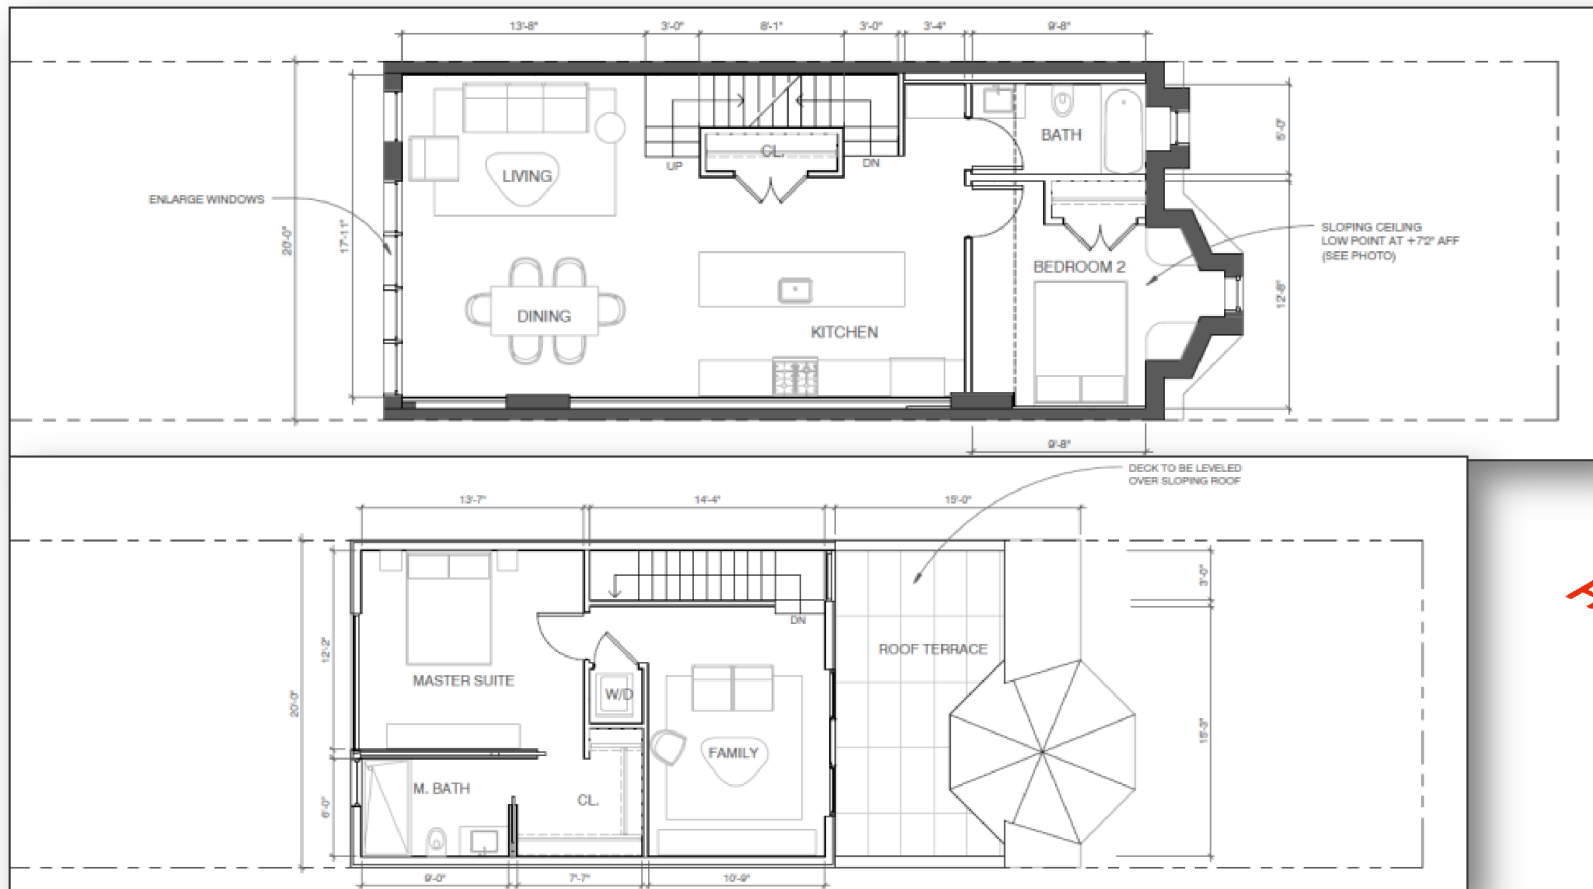 13'-8" 3'-0" 8'-1" 3'-0" 3'-4" 9'-8"
BATH
CL.
LIVING
UP
DN
5'-0"
ENLARGE WINDOWS
20'-0"
17'-11"
SLOPING CEILING
LOW POINT AT +7'2" AFF
(SEE PHOTO)
BEDROOM 2
12'-8"
DINING
KITCHEN
9'-8"
DECK TO BE LEVELED
OVER SLOPING ROOF
13'-7" 14'-4" 15'-0"
3'-0"
DN
12'-2"
ROOF TERRACE
MASTER SUITE
W/D
20'-0"
15'-3"
FAMILY
M. BATH
CL.
6'-0"
9'-0" 7'-7" 10'-9"